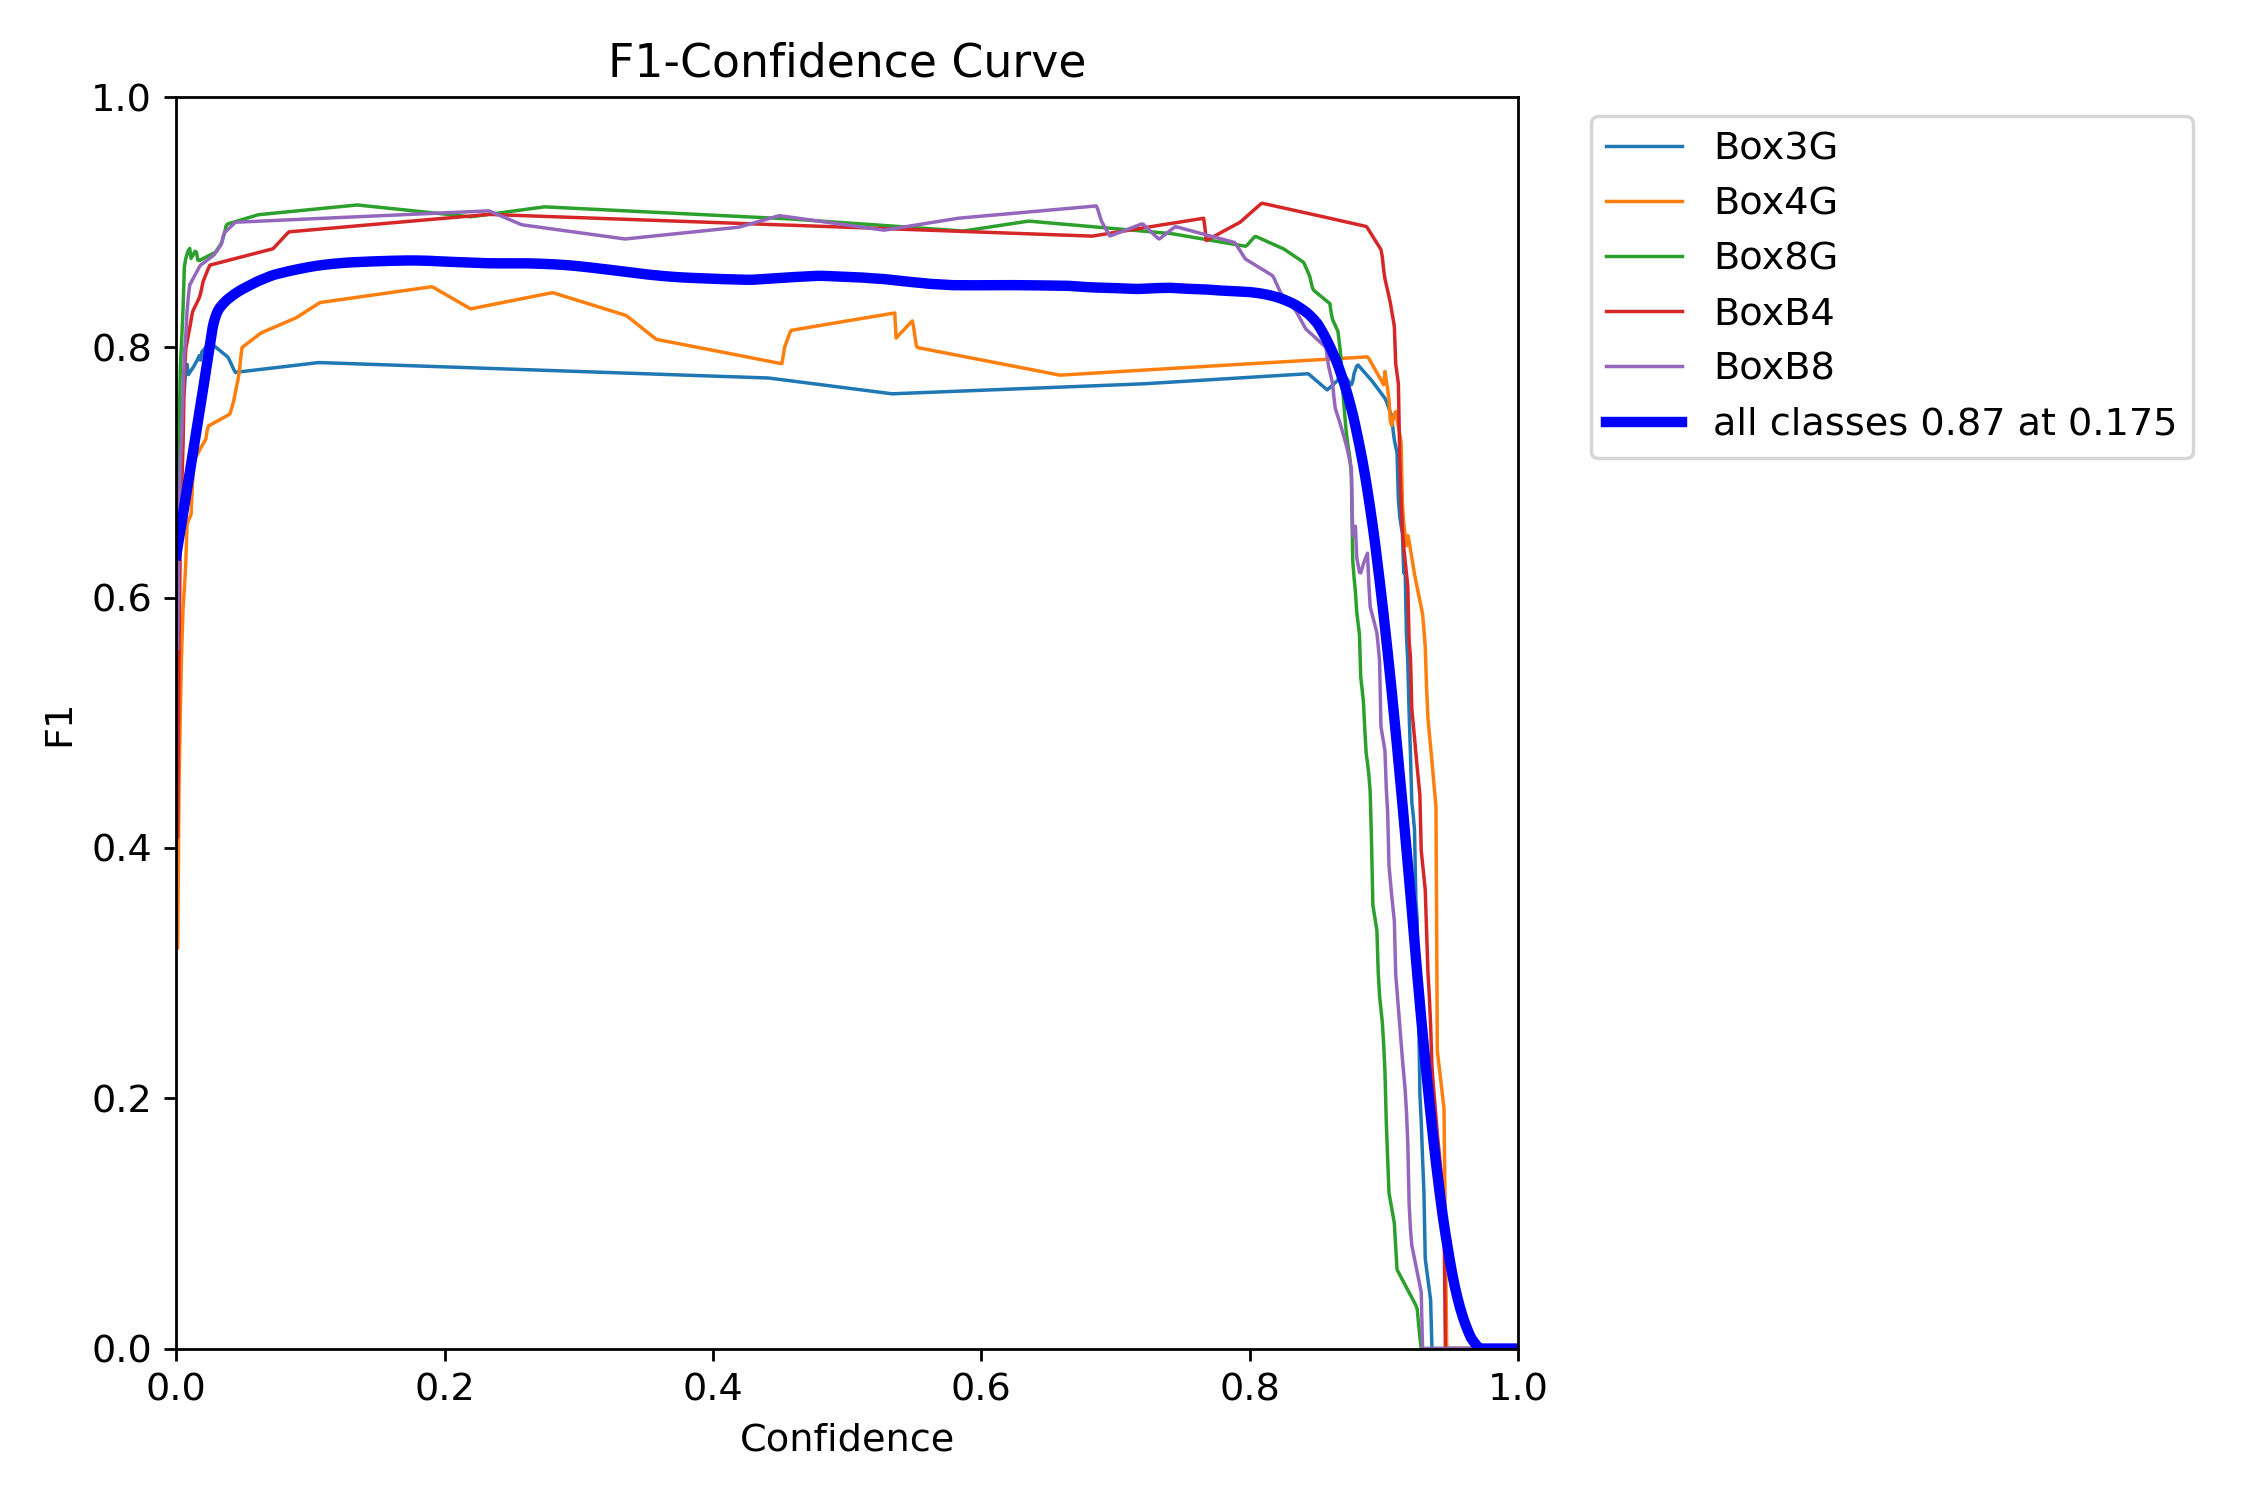 F1-Confidence Curve
1.0
0.8
0.6
0.4
0.2
0.0
F1
0.0 0.2 0.4 0.6 0.8 1.0
Confidence
Box3G
Box4G
Box8G
BoxB4
BoxB8
all classes 0.87 at 0.175